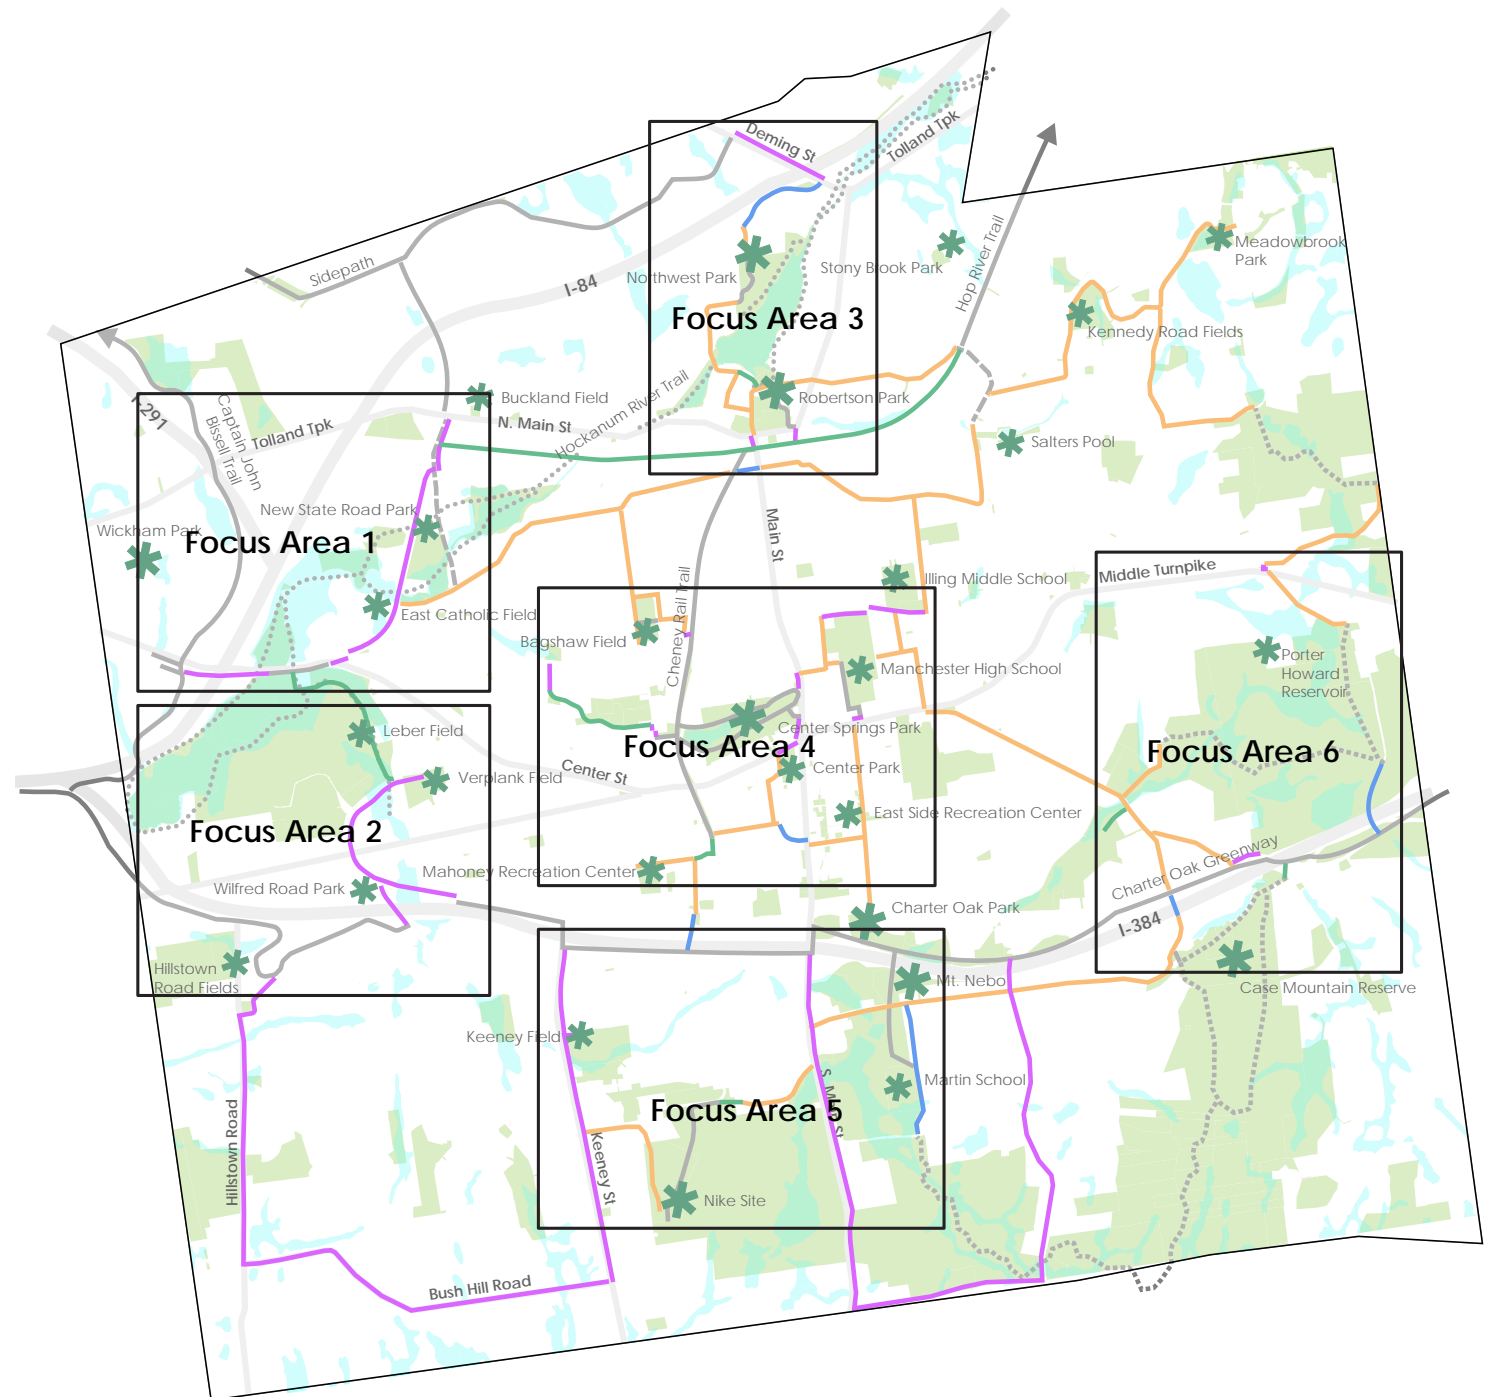 Deming St
Tolland Tpk
Sidepath
I-84
Northwest Park
Stony Brook Park
Hop River Trail
Meadowbrook
Park
Focus Area 3
Kennedy Road Fields
I-291
Captain John
Bissell Trail
Tolland Tpk
Buckland Field
N. Main St
Hockanum River Trail
Robertson Park
Salters Pool
New State Road Park
Wickham Park
Focus Area 1
Main St
East Catholic Field
Illing Middle School
Middle Turnpike
Bagshaw Field
Cheney Rail Trail
Manchester High School
Porter
Howard
Reservoir
Leber Field
Center Springs Park
Focus Area 4
Focus Area 6
Verplank Field
Center St
Center Park
East Side Recreation Center
Focus Area 2
Mahoney Recreation Center
Wilfred Road Park
Charter Oak Greenway
Charter Oak Park
I-384
Hillstown
Road Fields
Mt. Nebo
Case Mountain Reserve
Keeney Field
Martin School
S. Main St
Focus Area 5
Hillstown Road
Keeney St
Nike Site
Bush Hill Road